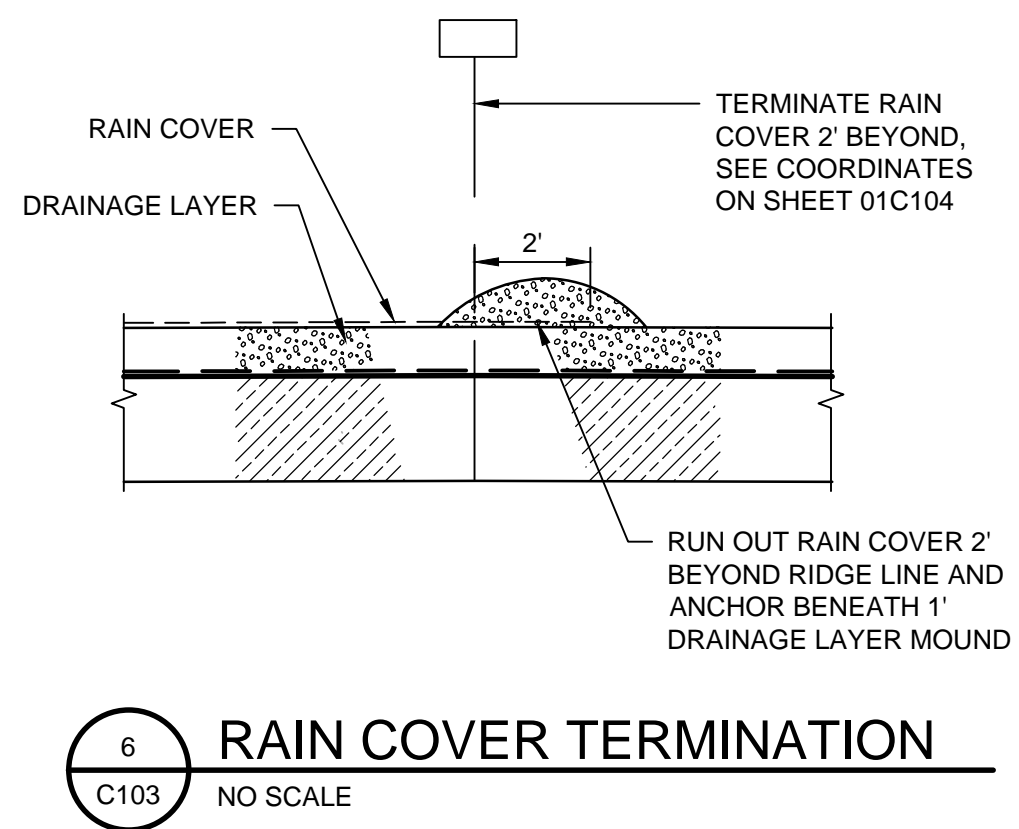 TERMINATE RAIN
COVER 2' BEYOND,
SEE COORDINATES
ON SHEET 01C104
RAIN COVER
DRAINAGE LAYER
2'
RUN OUT RAIN COVER 2'
BEYOND RIDGE LINE AND
ANCHOR BENEATH 1'
DRAINAGE LAYER MOUND
6
C103
RAIN COVER TERMINATION
NO SCALE